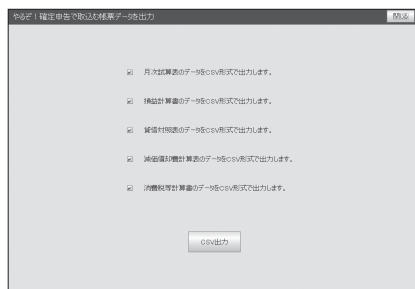 やるぞ！確定申告で取込む帳票データを出力
閉じる
月次試算表のデータをCSV形式で出力します。
損益計算書のデータをCSV形式で出力します。
貸借対照表のデータをCSV形式で出力します。
減価償却費計算表のデータをCSV形式で出力します。
消費税等計算書のデータをCSV形式で出力します。
CSV出力